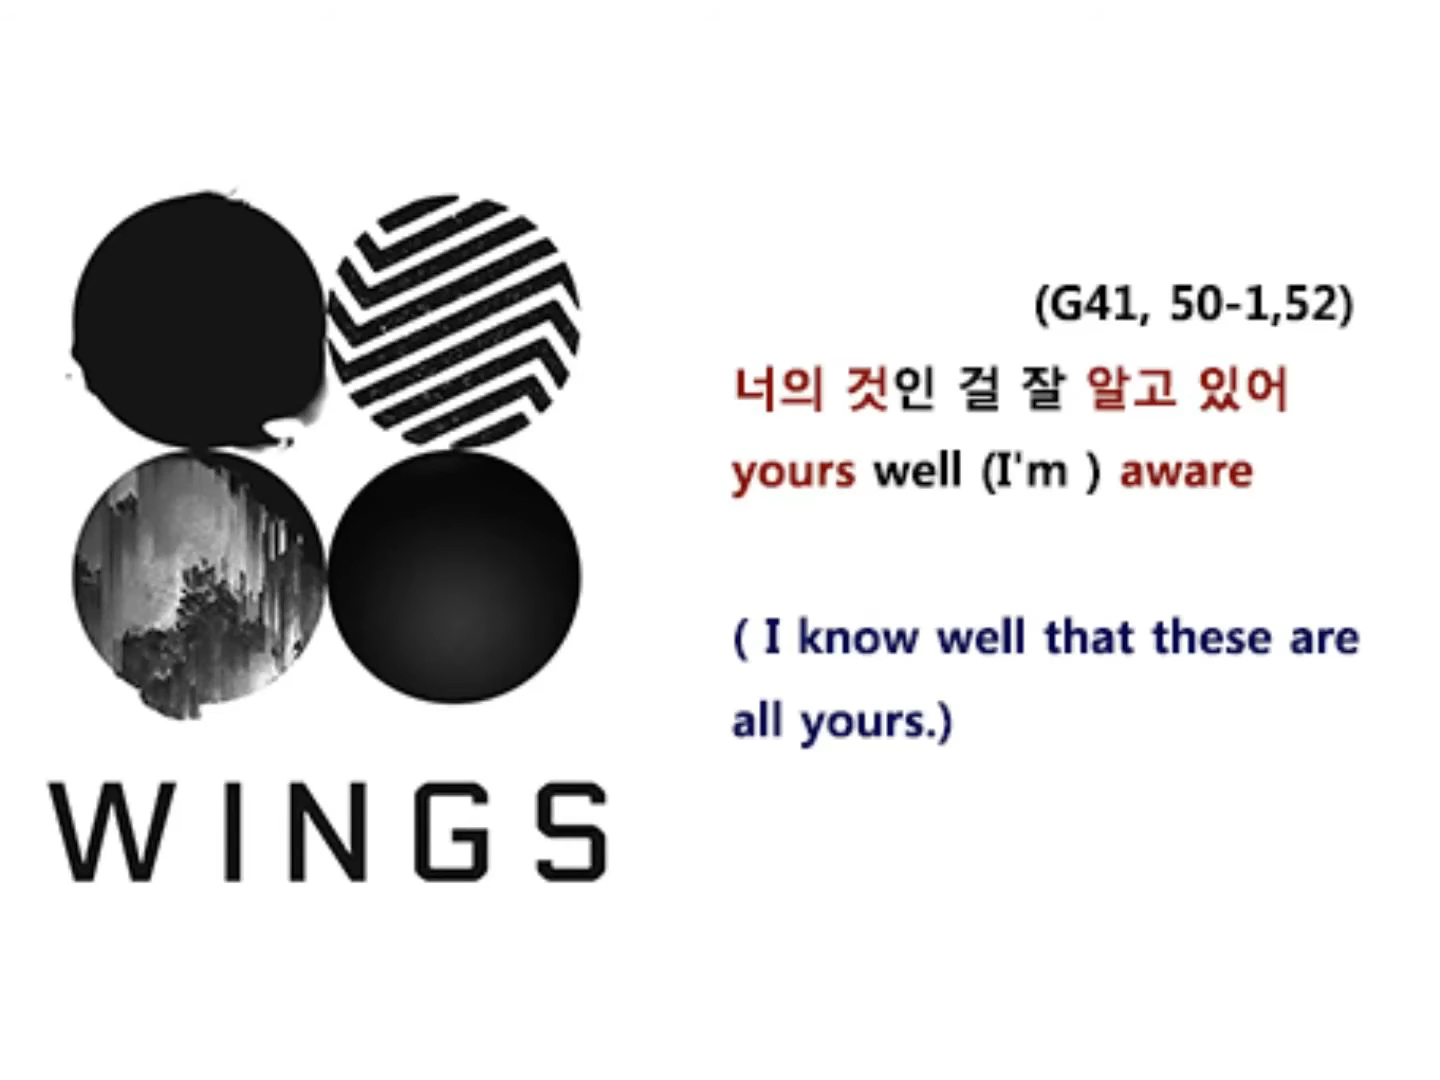 (G41, 50-1,52)
너의 것인 걸 잘 알고 있어
yours well (I'm ) aware
( I know well that these are
all yours.)
WINGS